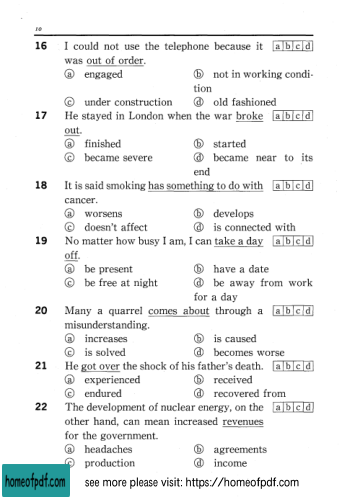 10
16 I could not use the telephone because it a b c d
was out of order.
ⓐ engaged ⓑ not in working condi-
tion
ⓒ under construction ⓓ old fashioned
17 He stayed in London when the war broke a b c d
out.
ⓐ finished ⓑ started
ⓒ became severe ⓓ became near to its
end
18 It is said smoking has something to do with a b c d
cancer.
ⓐ worsens ⓑ develops
ⓒ doesn't affect ⓓ is connected with
19 No matter how busy I am, I can take a day a b c d
off.
ⓐ be present ⓑ have a date
ⓒ be free at night ⓓ be away from work
for a day
20 Many a quarrel comes about through a a b c d
misunderstanding.
ⓐ increases ⓑ is caused
ⓒ is solved ⓓ becomes worse
21 He got over the shock of his father's death. a b c d
ⓐ experienced ⓑ received
ⓒ endured ⓓ recovered from
22 The development of nuclear energy, on the a b c d
other hand, can mean increased revenues
for the government.
ⓐ headaches ⓑ agreements
ⓒ production ⓓ income
homeofpdf.com see more please visit: https://homeofpdf.com